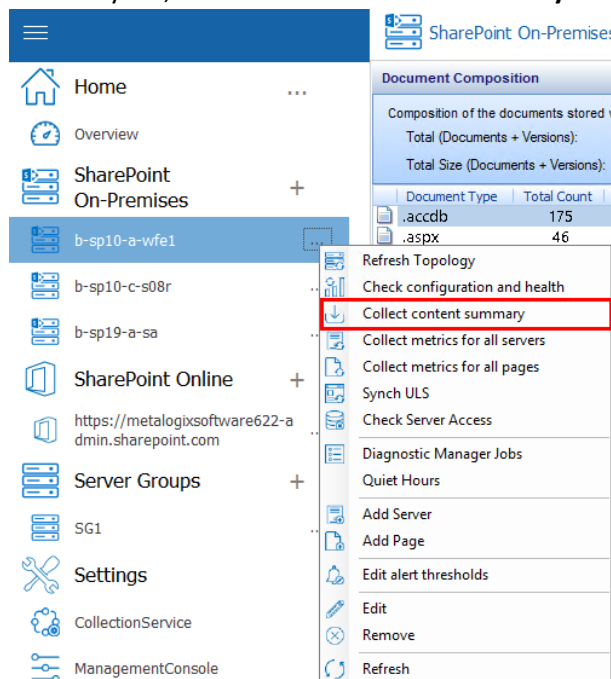 SharePoint On-Premises
Home
...
Overview
SharePoint
On-Premises
+
b-sp10-a-wfe1
...
b-sp10-c-s08r
b-sp19-a-sa
SharePoint Online
+
https://metalogixsoftware622-a
dmin.sharepoint.com
Server Groups
+
SG1
Settings
CollectionService
ManagementConsole
Document Composition
Composition of the documents stored
Total (Documents + Versions):
Total Size (Documents + Versions):
Document Type Total Count
.accdb 175
.aspx 46
Refresh Topology
Check configuration and health
Collect content summary
Collect metrics for all servers
Collect metrics for all pages
Synch ULS
Check Server Access
Diagnostic Manager Jobs
Quiet Hours
Add Server
Add Page
Edit alert thresholds
Edit
Remove
Refresh